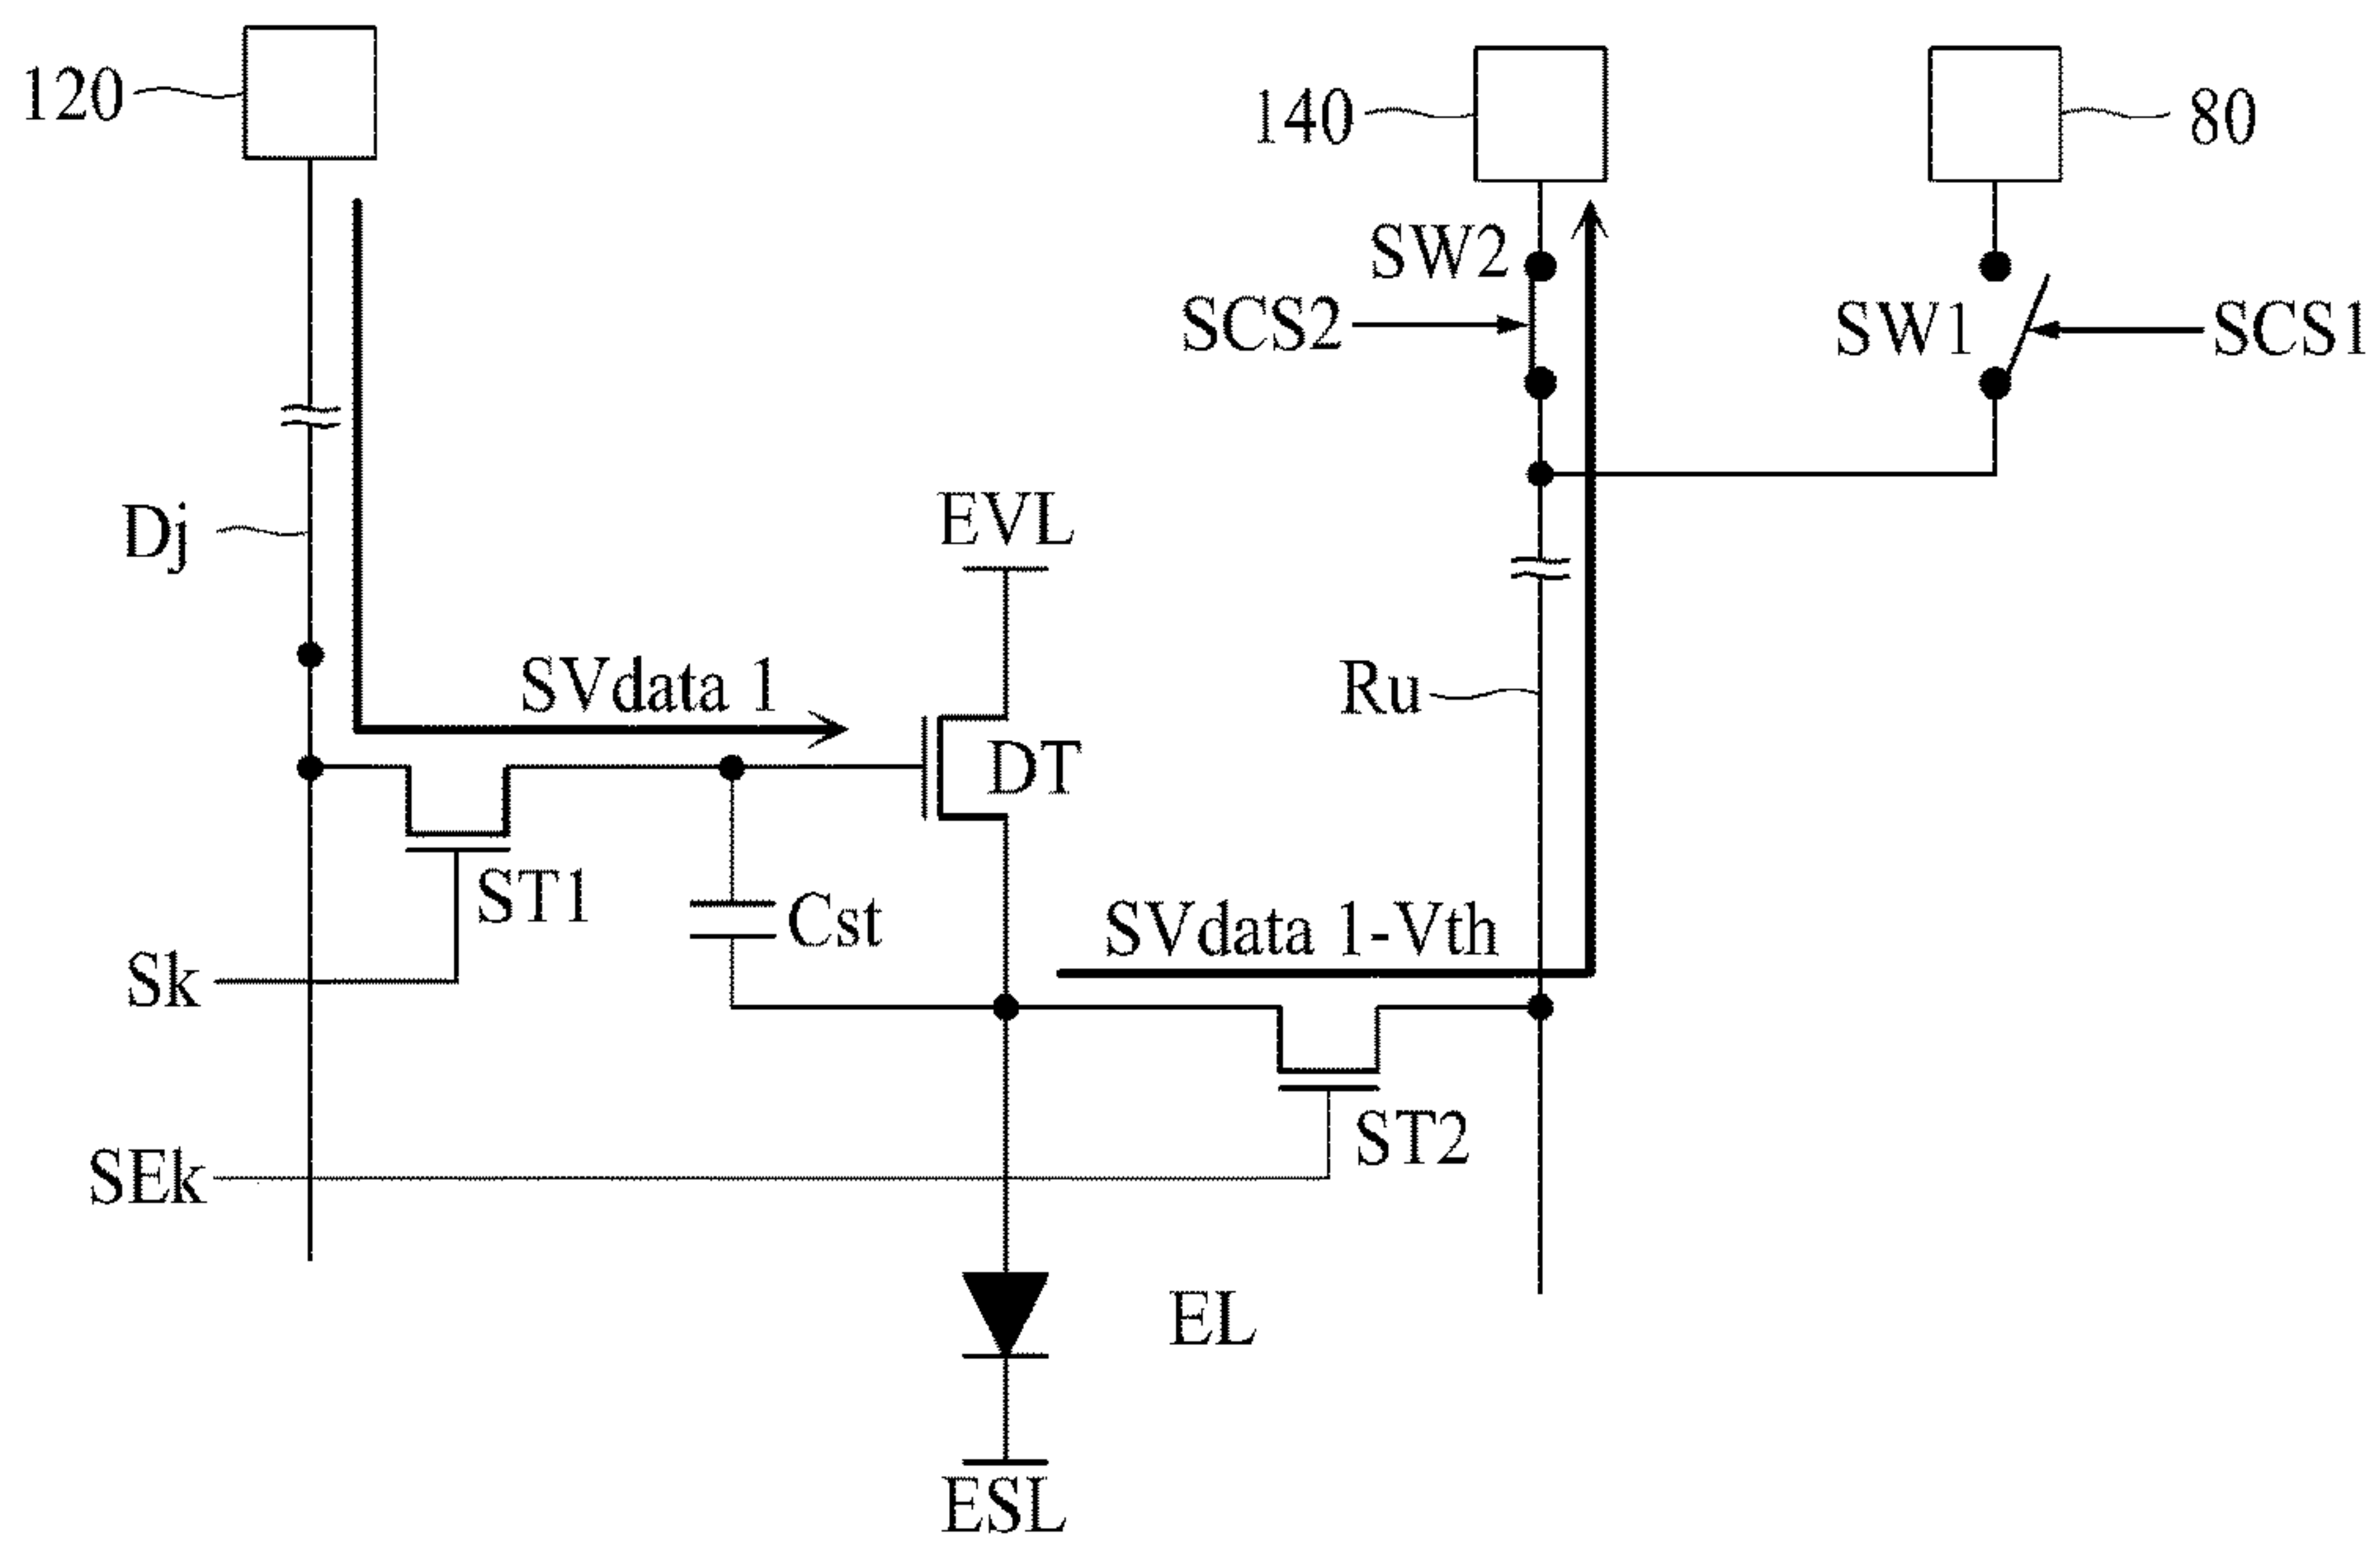 120
140
80
SW2
SCS2
SW1
SCS1
Dj
EVL
SVdata 1
Ru
DT
ST1
Cst
SVdata 1-Vth
Sk
ST2
SEk
EL
ESL